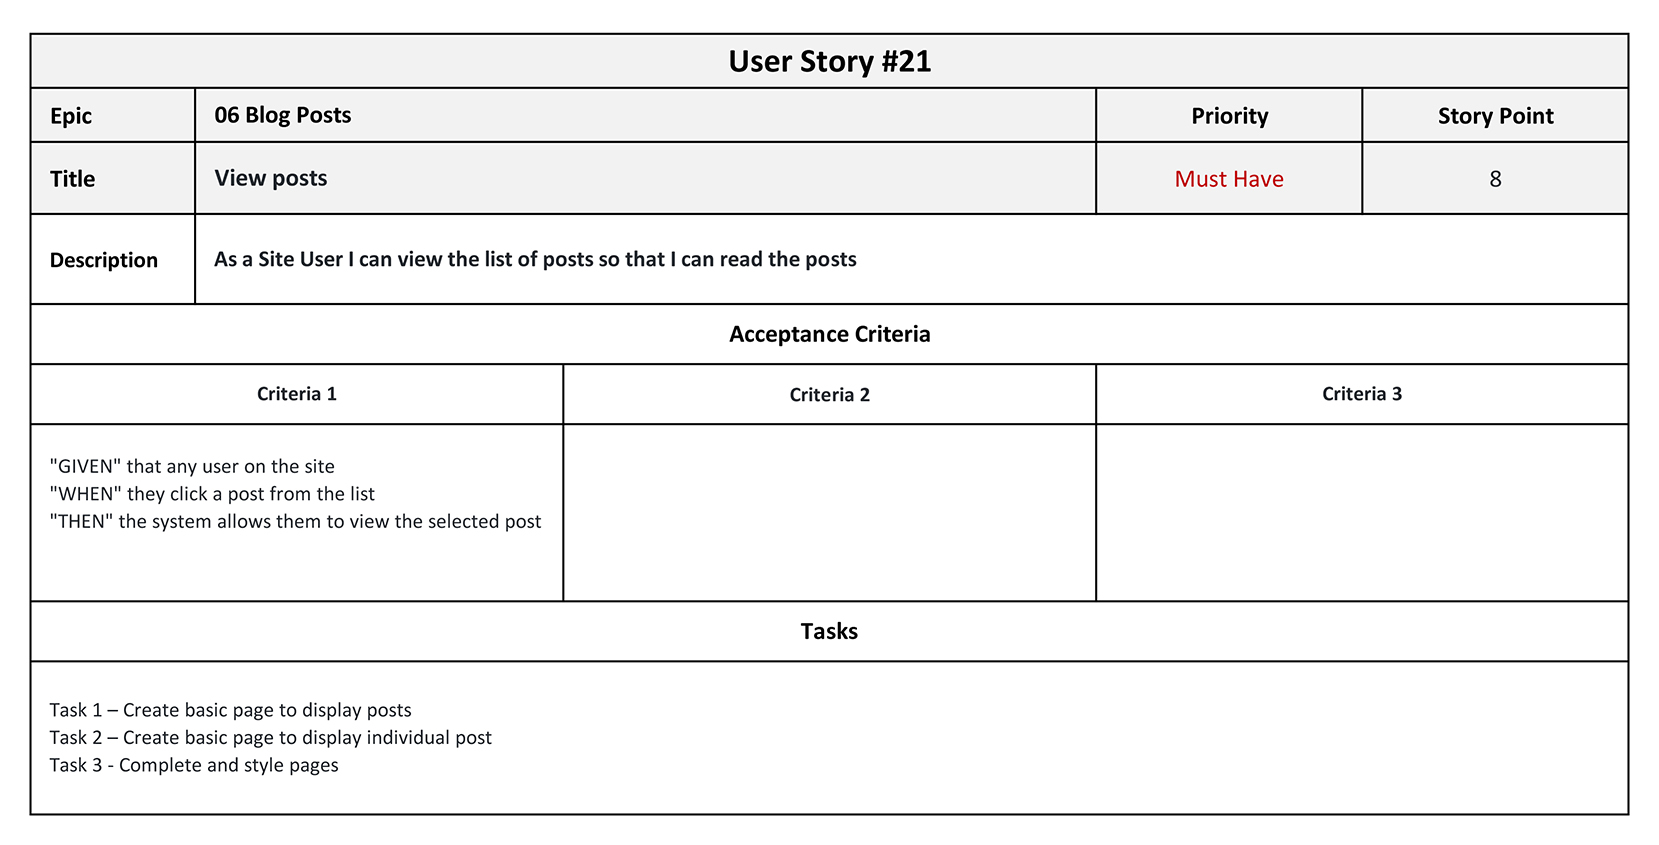 User Story #21
Epic
06 Blog Posts
Priority
Story Point
Title
View posts
Must Have
8
Description
As a Site User I can view the list of posts so that I can read the posts
Acceptance Criteria
Criteria 1
Criteria 2
Criteria 3
"GIVEN" that any user on the site
"WHEN" they click a post from the list
"THEN" the system allows them to view the selected post
Tasks
Task 1 – Create basic page to display posts
Task 2 – Create basic page to display individual post
Task 3 - Complete and style pages